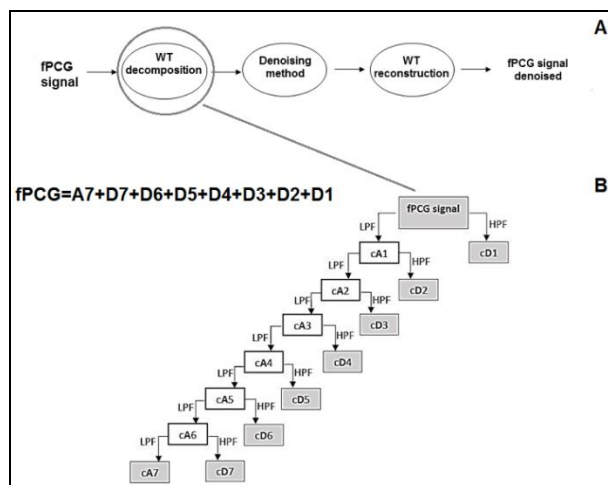 A
fPCG signal
WT decomposition
Denoising method
WT reconstruction
fPCG signal denoised
B
fPCG=A7+D7+D6+D5+D4+D3+D2+D1
fPCG signal
LPF
HPF
cA1
cD1
LPF
HPF
cA2
cD2
LPF
HPF
cA3
cD3
LPF
HPF
cA4
cD4
LPF
HPF
cA5
cD5
LPF
HPF
cA6
cD6
LPF
HPF
cA7
cD7